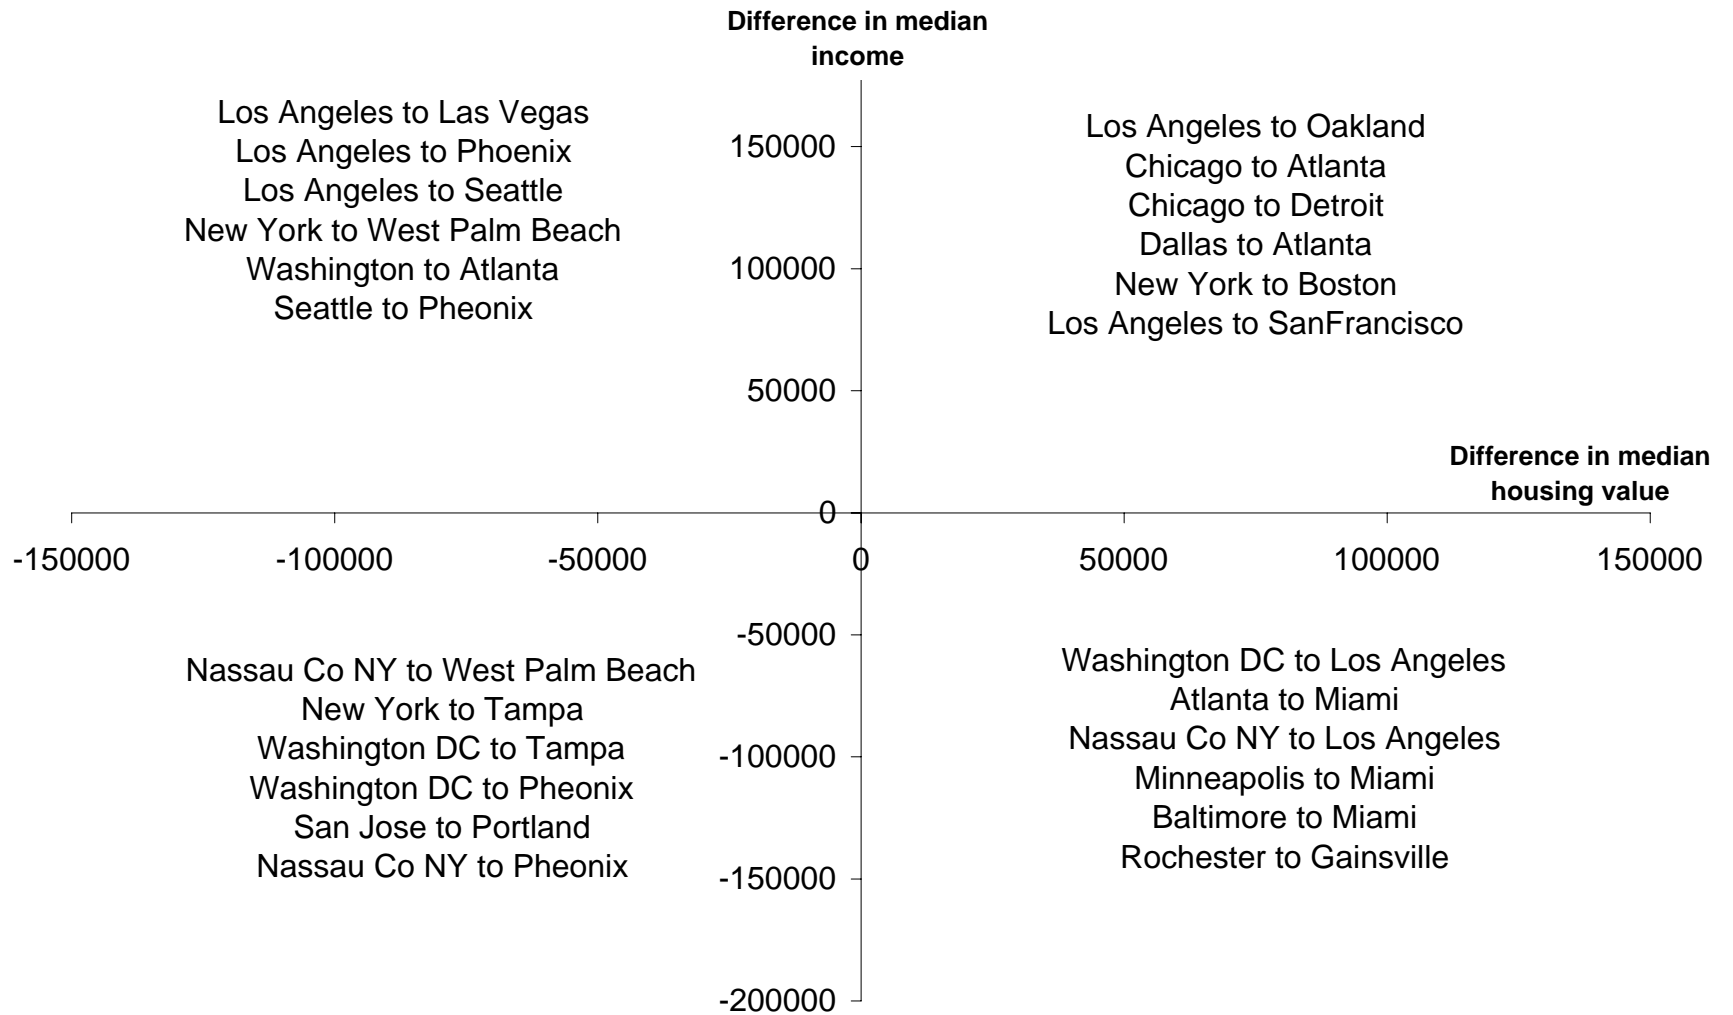 Difference in median
income
Los Angeles to Las Vegas
Los Angeles to Phoenix
Los Angeles to Seattle
New York to West Palm Beach
Washington to Atlanta
Seattle to Pheonix
150000
100000
50000
0
Los Angeles to Oakland
Chicago to Atlanta
Chicago to Detroit
Dallas to Atlanta
New York to Boston
Los Angeles to SanFrancisco
Difference in median
housing value
-150000 -100000 -50000 0 50000 100000 150000
Nassau Co NY to West Palm Beach
New York to Tampa
Washington DC to Tampa
Washington DC to Pheonix
San Jose to Portland
Nassau Co NY to Pheonix
-50000
-100000
-150000
-200000
Washington DC to Los Angeles
Atlanta to Miami
Nassau Co NY to Los Angeles
Minneapolis to Miami
Baltimore to Miami
Rochester to Gainsville